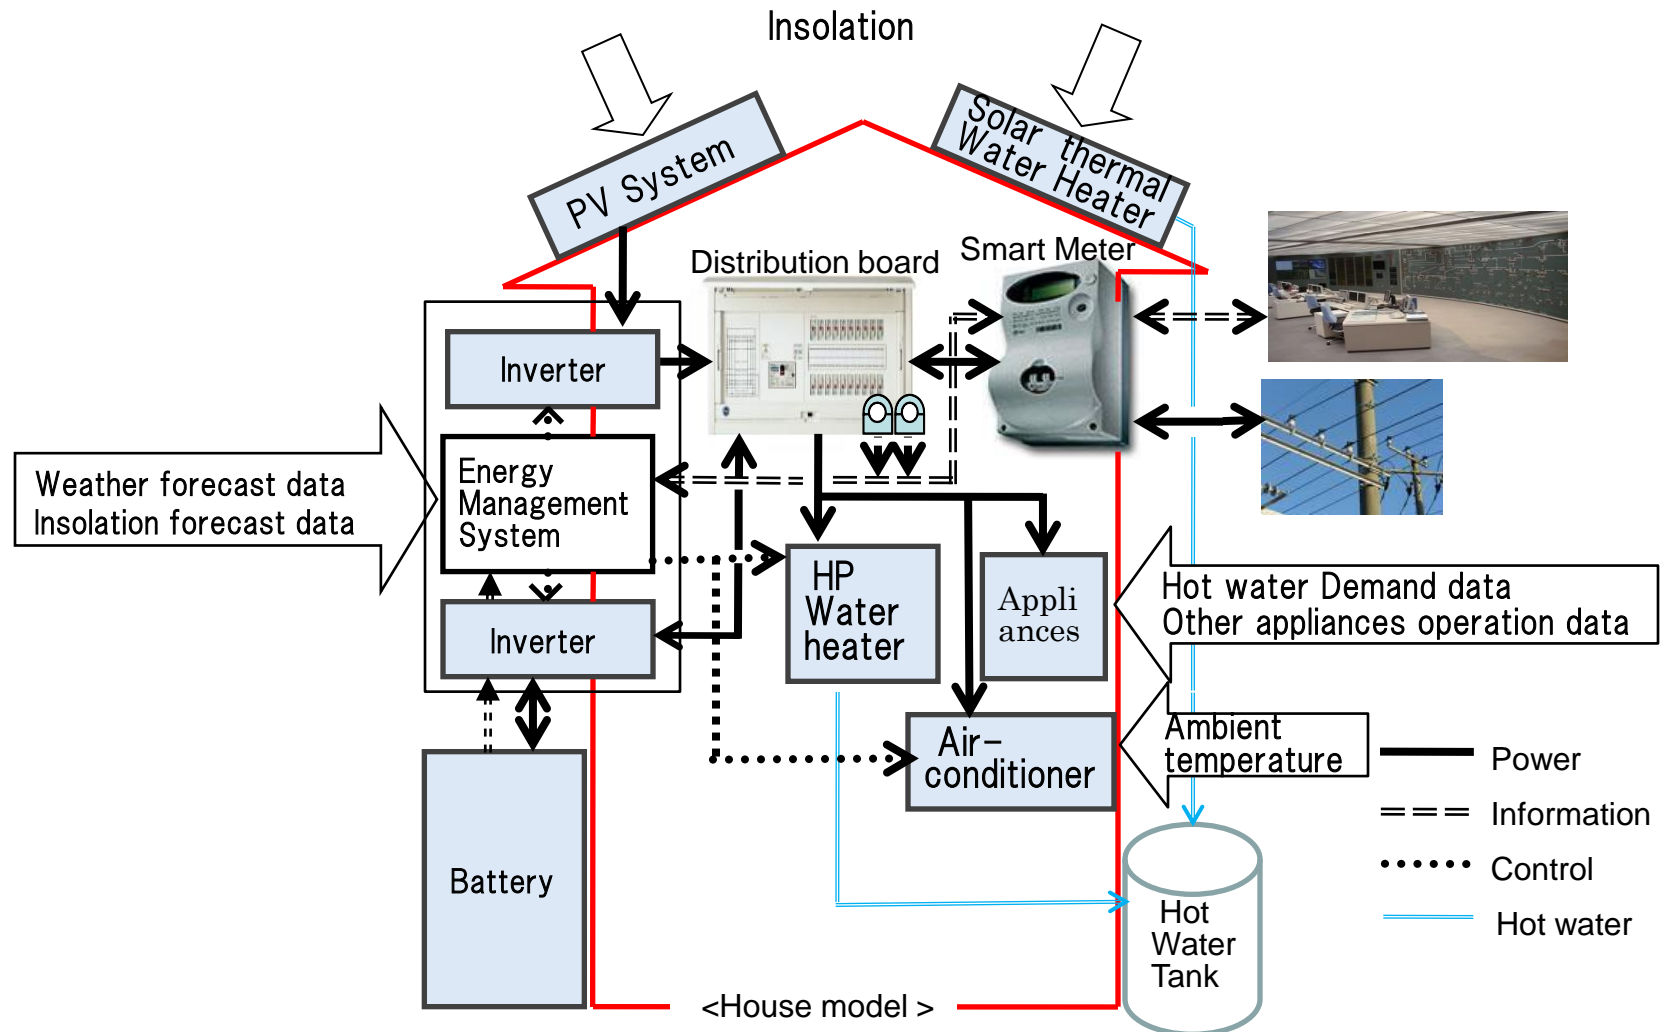 Insolation
PV System
Solar thermal
Water Heater
Distribution board
Smart Meter
Inverter
Energy
Management
System
Weather forecast data
Insolation forecast data
Inverter
HP
Water
heater
Appli
ances
Hot water Demand data
Other appliances operation data
Air-
conditioner
Ambient
temperature
Battery
Hot
Water
Tank
Power
Information
Control
Hot water
<House model >